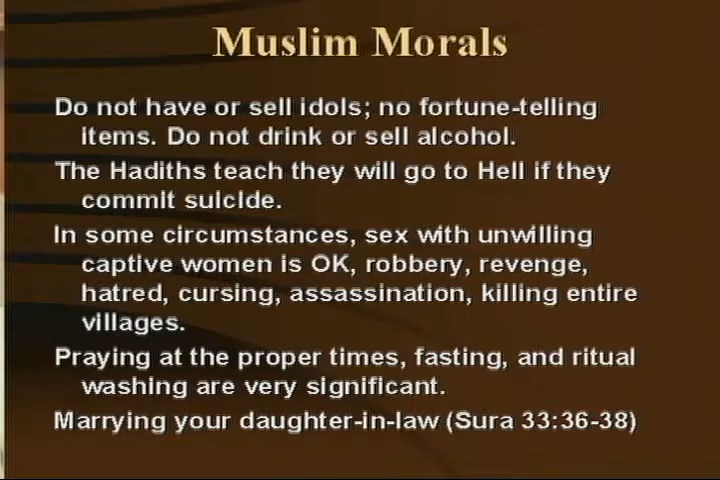 Muslim Morals
Do not have or sell idols; no fortune-telling
items. Do not drink or sell alcohol.
The Hadiths teach they will go to Hell if they
commit suicide.
In some circumstances, sex with unwilling
captive women is OK, robbery, revenge,
hatred, cursing, assassination, killing entire
villages.
Praying at the proper times, fasting, and ritual
washing are very significant.
Marrying your daughter-in-law (Sura 33:36-38)